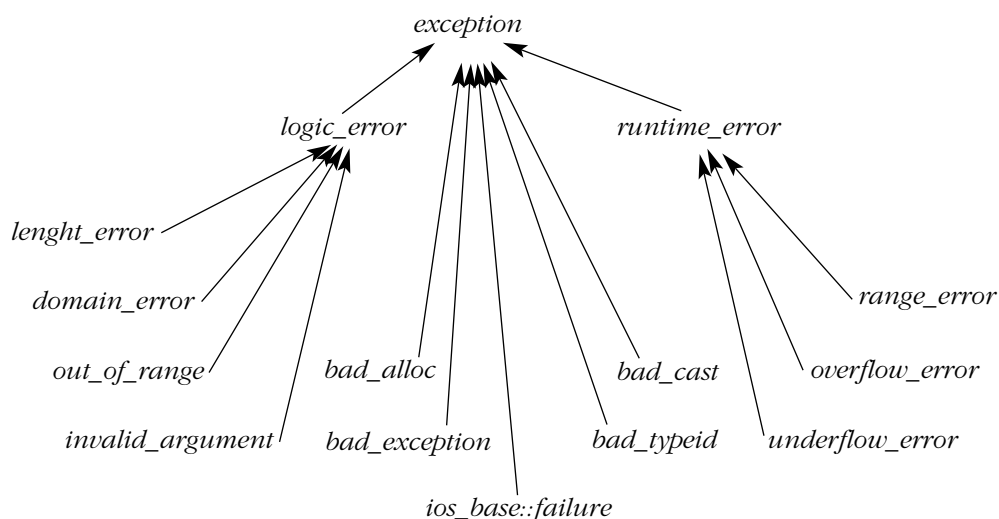 exception
logic_error
runtime_error
lenght_error
domain_error
range_error
out_of_range
bad_alloc
bad_cast
overflow_error
invalid_argument
bad_exception
bad_typeid
underflow_error
ios_base::failure